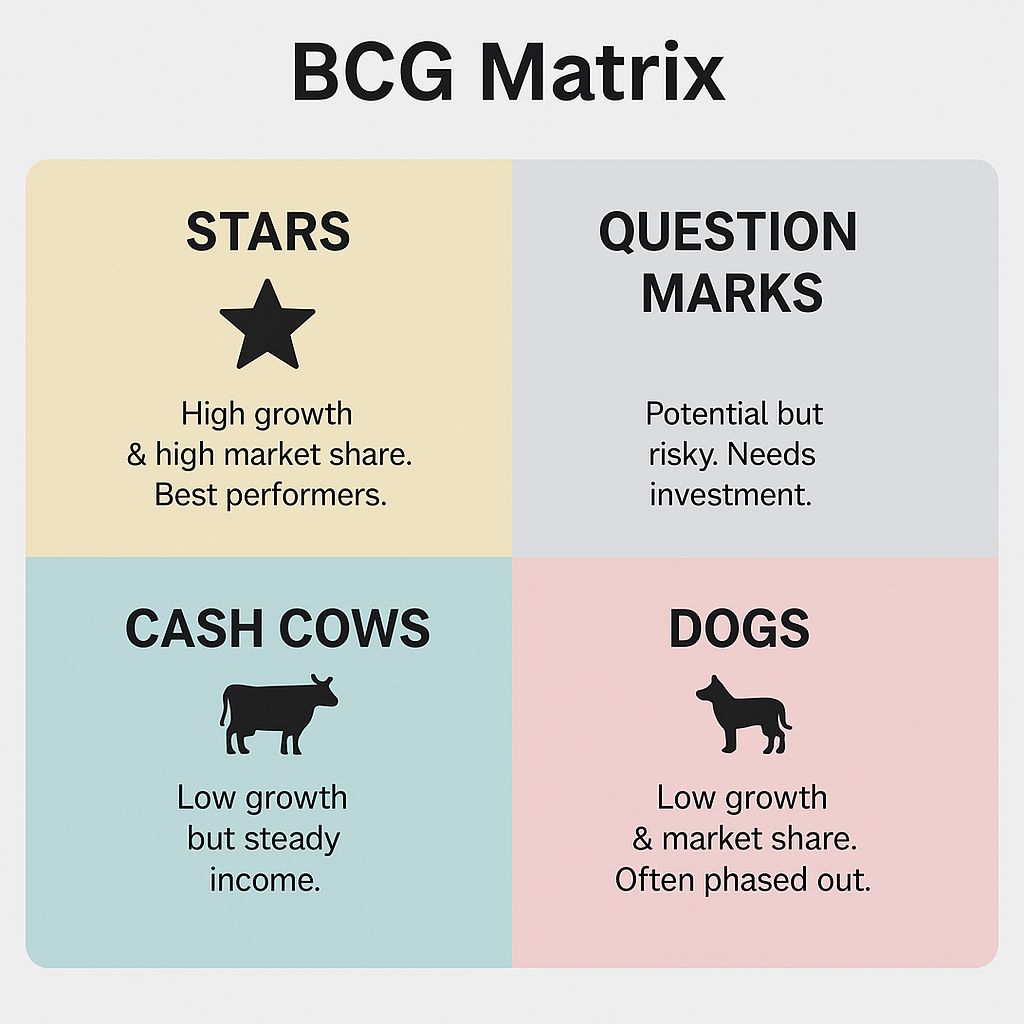 BCG Matrix
STARS
High growth
& high market share.
Best performers.
QUESTION
MARKS
Potential but
risky. Needs
investment.
CASH COWS
Low growth
but steady
income.
DOGS
Low growth
& market share.
Often phased out.